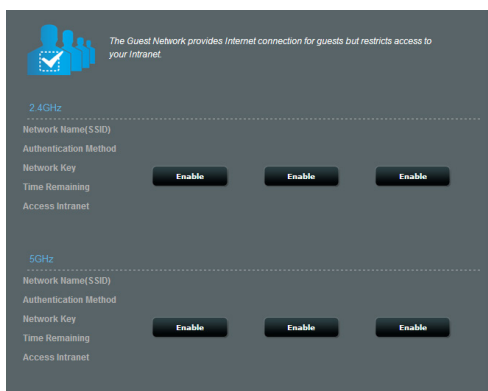 The Guest Network provides Internet connection for guests but restricts access to
your Intranet.
2.4GHz
Network Name(SSID)
Authentication Method
Network Key
Time Remaining
Access Intranet
Enable Enable Enable
5GHz
Network Name(SSID)
Authentication Method
Network Key
Time Remaining
Access Intranet
Enable Enable Enable